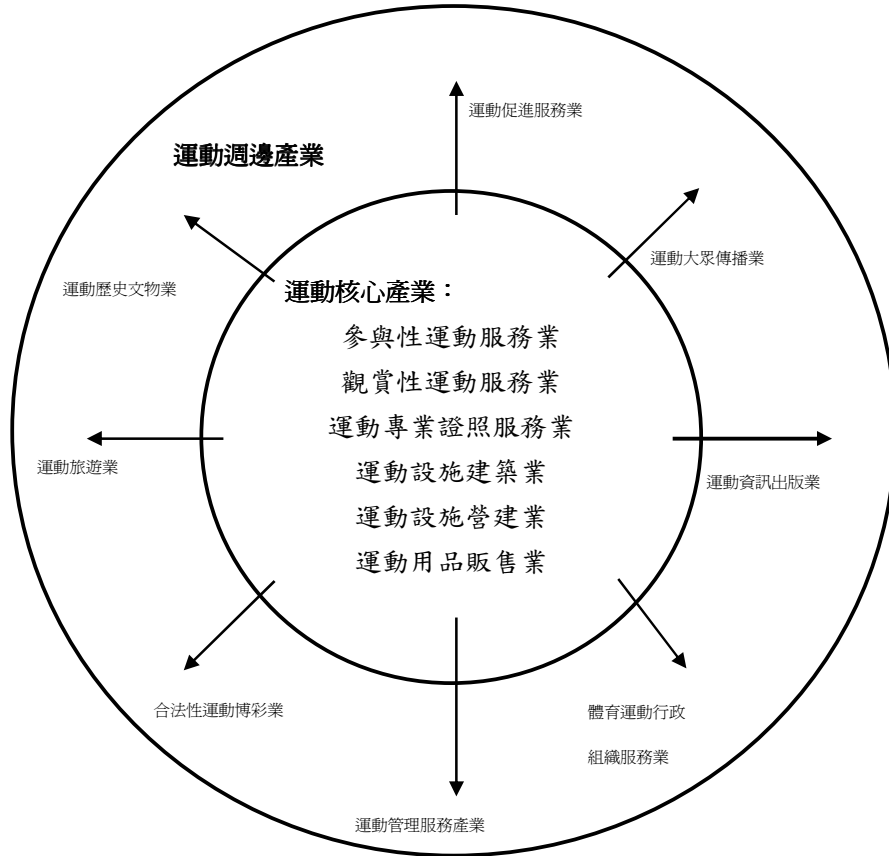 運動促進服務業
運動週邊產業
運動大眾傳播業
運動歷史文物業
運動核心產業：
參與性運動服務業
觀賞性運動服務業
運動專業證照服務業
運動設施建築業
運動旅遊業
運動資訊出版業
運動設施營建業
運動用品販售業
合法性運動博彩業
體育運動行政
組織服務業
運動管理服務產業